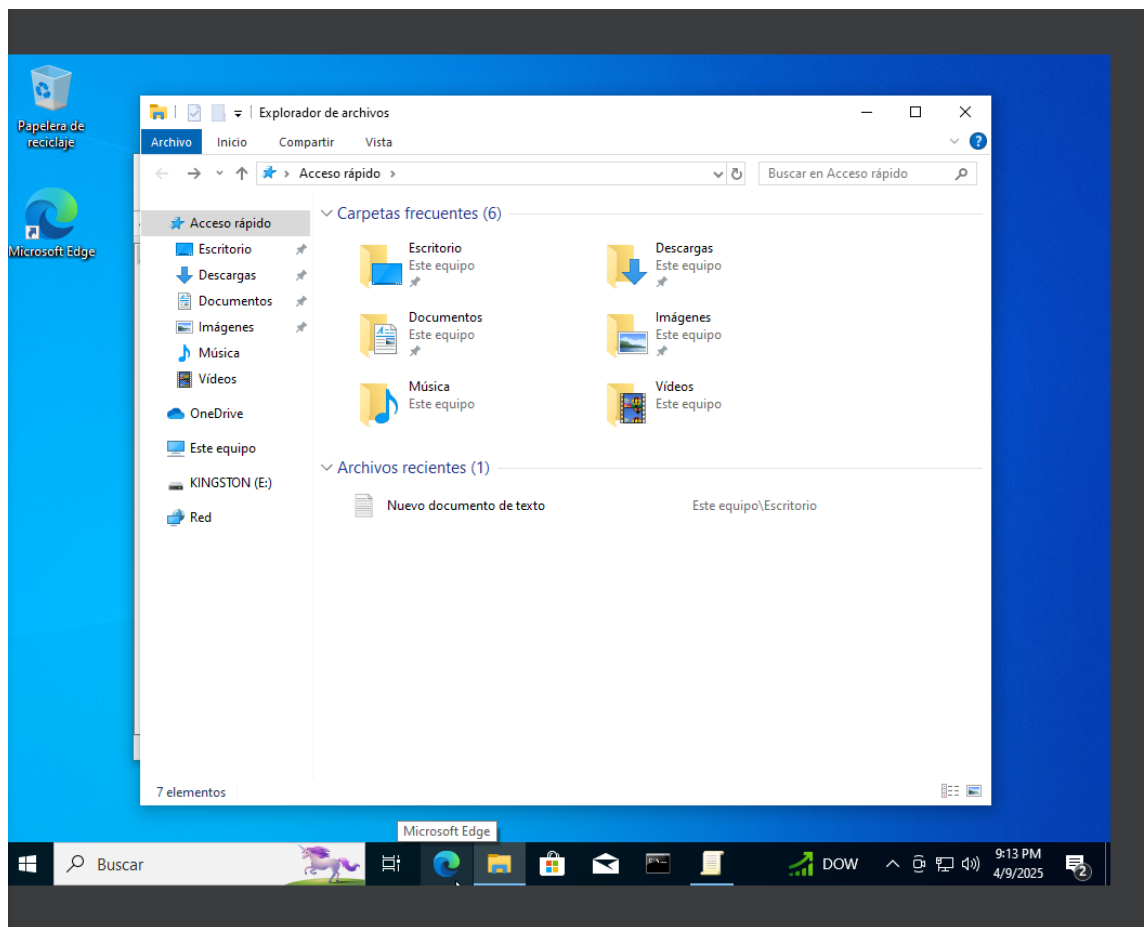 Papelera de
reciclaje
Microsoft Edge
Explorador de archivos
Archivo Inicio Compartir Vista
Acceso rápido
Buscar en Acceso rápido
Acceso rápido
Escritorio
Descargas
Documentos
Imágenes
Música
Vídeos
OneDrive
Este equipo
KINGSTON (E:)
Red
Carpetas frecuentes (6)
Escritorio
Este equipo
Descargas
Este equipo
Documentos
Este equipo
Imágenes
Este equipo
Música
Este equipo
Vídeos
Este equipo
Archivos recientes (1)
Nuevo documento de texto Este equipo\Escritorio
7 elementos
Microsoft Edge
Buscar
DOW
9:13 PM
4/9/2025
2